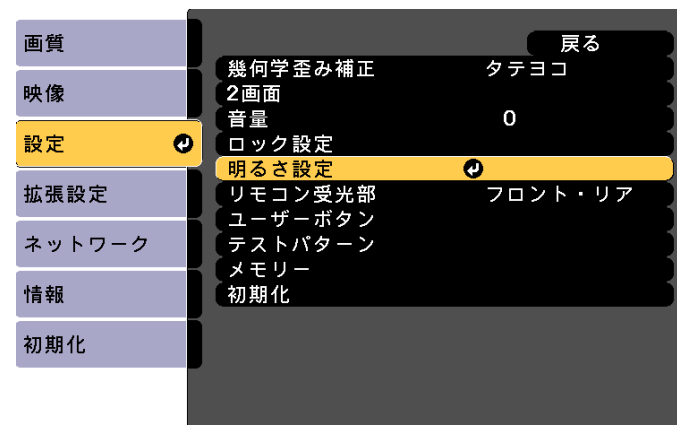 画質
映像
設定
拡張設定
ネットワーク
情報
初期化
戻る
幾何学歪み補正 タテヨコ
2画面
音量 0
ロック設定
明るさ設定
リモコン受光部 フロント・リア
ユーザーボタン
テストパターン
メモリー
初期化